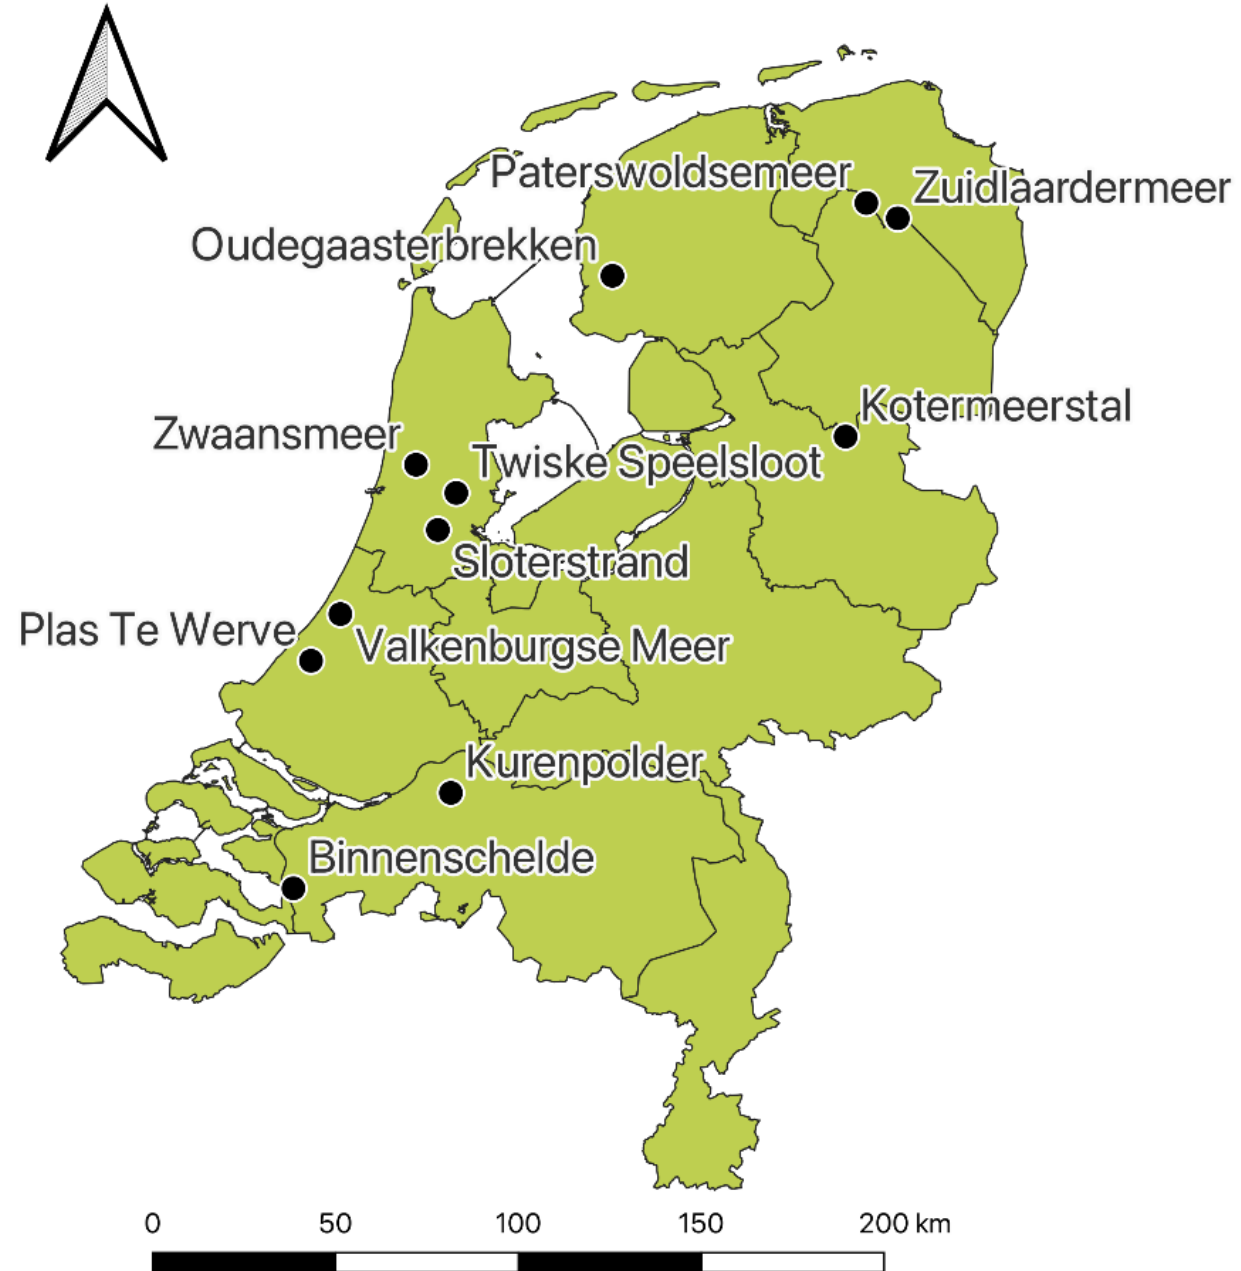 Paterswoldsemeer
Zuidlaardermeer
Oudegaasterbrekken
Kotermeerstal
Zwaansmeer
Twiske Speelsloot
Sloterstrand
Plas Te Werve
Valkenburgse Meer
Kurenpolder
Binnenschelde
0 50 100 150 200 km